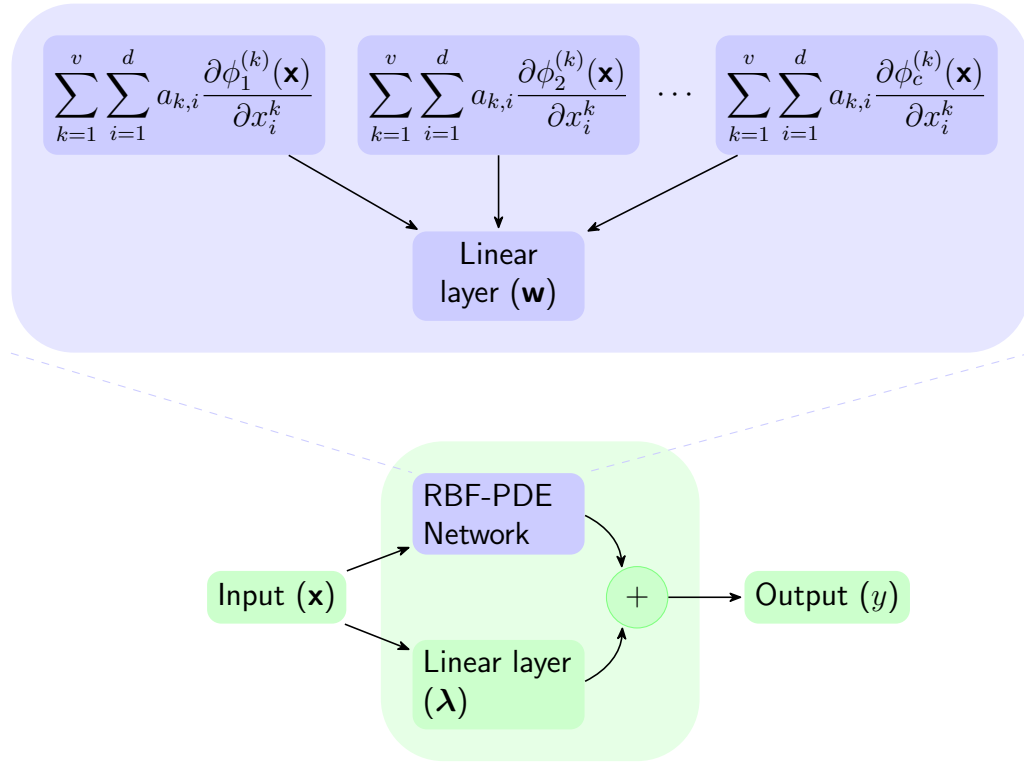 $\sum_{k=1}^{v}\sum_{i=1}^{d} a_{k,i} \frac{\partial \phi_1^{(k)}(\mathbf{x})}{\partial x_i^k}$ $\sum_{k=1}^{v}\sum_{i=1}^{d} a_{k,i} \frac{\partial \phi_2^{(k)}(\mathbf{x})}{\partial x_i^k}$ $\cdots$ $\sum_{k=1}^{v}\sum_{i=1}^{d} a_{k,i} \frac{\partial \phi_c^{(k)}(\mathbf{x})}{\partial x_i^k}$
Linear
layer (𝐰)
RBF-PDE
Network
Input (𝐱)
+
Output (y)
Linear layer
(𝝀)